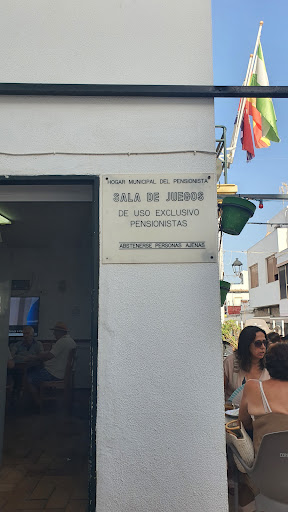 HOGAR MUNICIPAL DEL PENSIONISTA
SALA DE JUEGOS
DE USO EXCLUSIVO
PENSIONISTAS
ABSTENERSE PERSONAS AJENAS